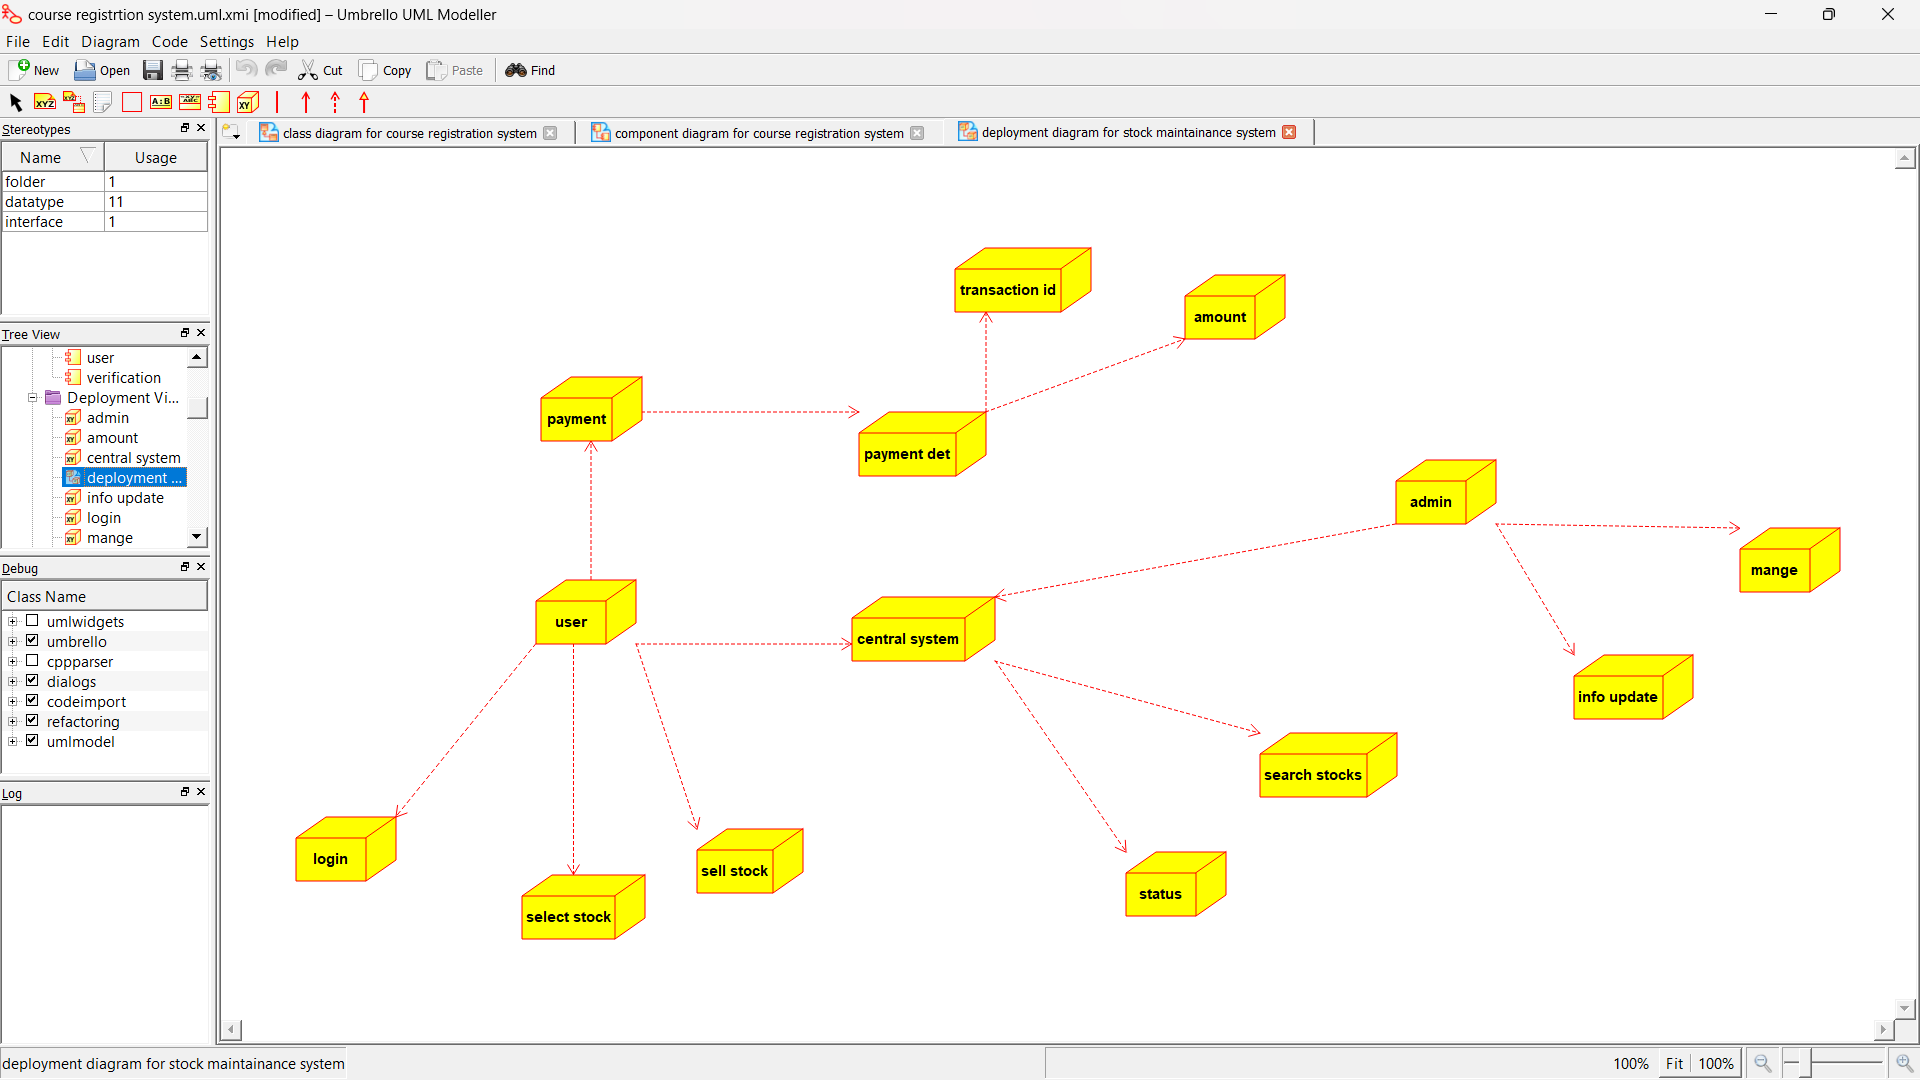 course registrtion system.uml.xmi [modified] – Umbrello UML Modeller
File Edit Diagram Code Settings Help
New Open Cut Copy Paste Find
XYZ XYZ A:B ABC XY
Stereotypes
Name Usage
folder 1
datatype 11
interface 1
class diagram for course registration system
component diagram for course registration system
deployment diagram for stock maintainance system
Tree View
user
verification
Deployment Vi...
admin
amount
central system
deployment ...
info update
login
mange
Debug
Class Name
umlwidgets
umbrello
cppparser
dialogs
codeimport
refactoring
umlmodel
Log
transaction id
amount
payment
payment det
admin
mange
user
central system
info update
search stocks
login
sell stock
status
select stock
deployment diagram for stock maintainance system
100% Fit 100%